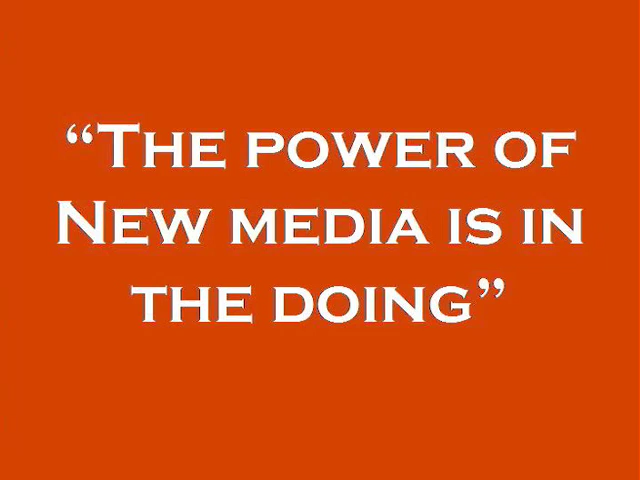 “The power of
New media is in
the doing”